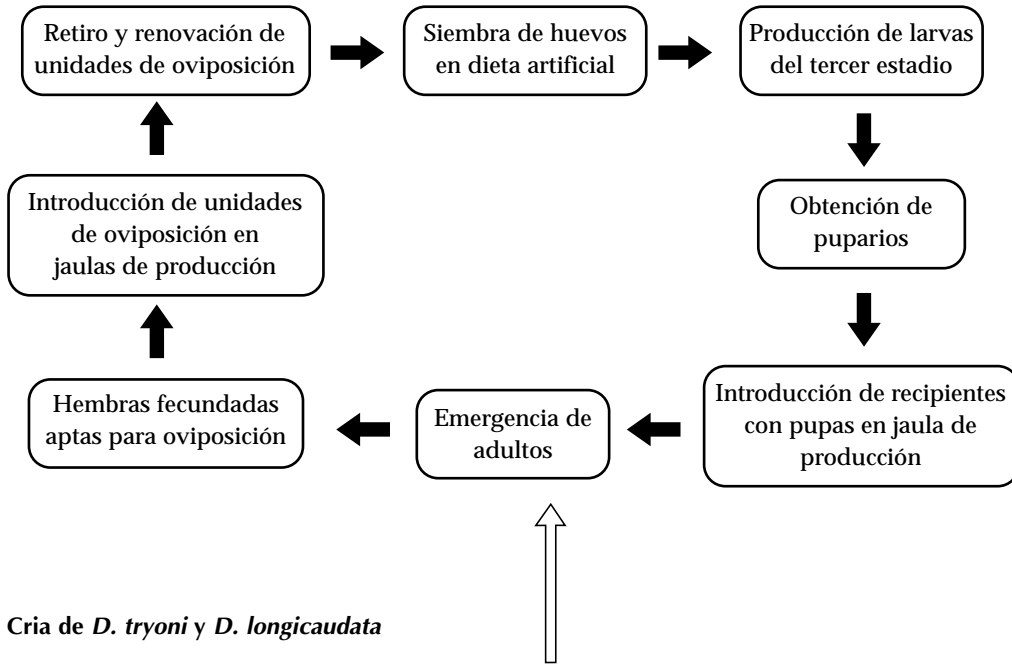 Retiro y renovación de
unidades de oviposición
Siembra de huevos
en dieta artificial
Producción de larvas
del tercer estadio
Obtención de
puparios
Introducción de recipientes
con pupas en jaula de
producción
Emergencia de
adultos
Hembras fecundadas
aptas para oviposición
Introducción de unidades
de oviposición en
jaulas de producción
Cria de D. tryoni y D. longicaudata